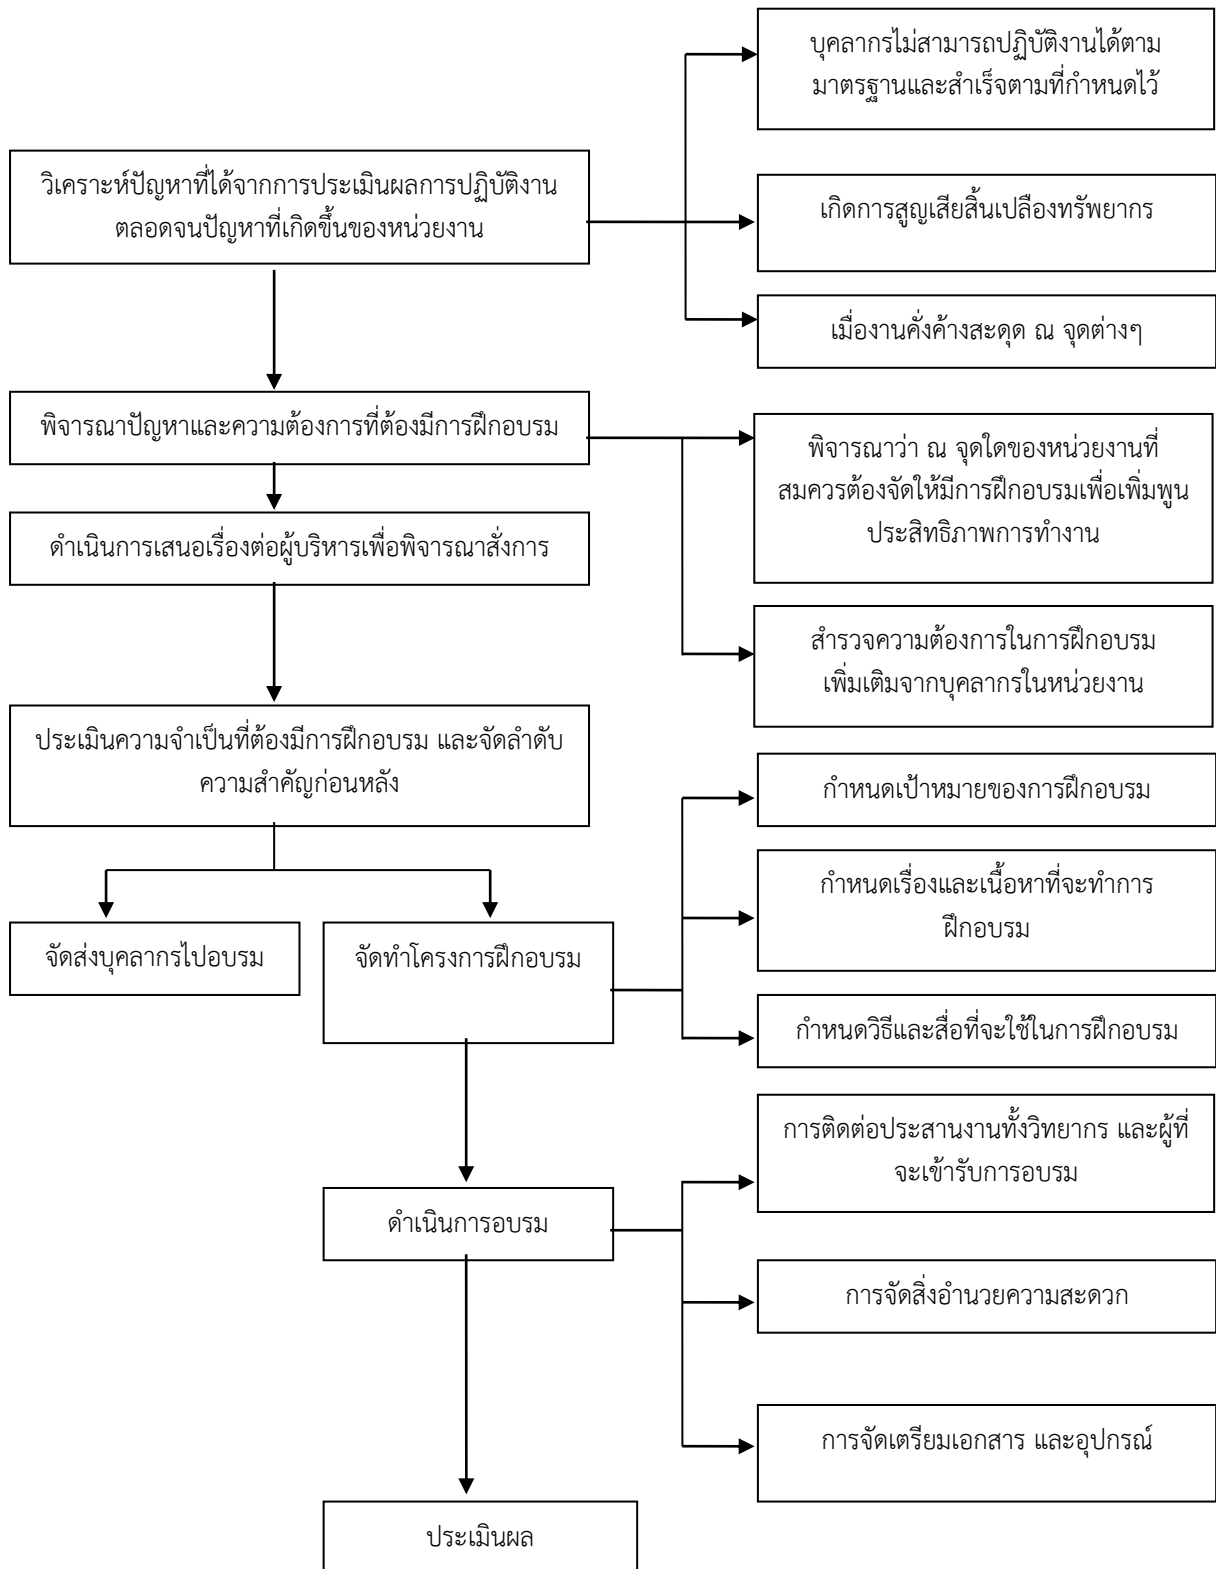 บุคลากรไม่สามารถปฏิบัติงานได้ตาม
มาตรฐานและสำเร็จตามที่กำหนดไว้
วิเคราะห์ปัญหาที่ได้จากการประเมินผลการปฏิบัติงาน
ตลอดจนปัญหาที่เกิดขึ้นของหน่วยงาน
เกิดการสูญเสียสิ้นเปลืองทรัพยากร
เมื่องานคั่งค้างสะดุด ณ จุดต่างๆ
พิจารณาปัญหาและความต้องการที่ต้องมีการฝึกอบรม
พิจารณาว่า ณ จุดใดของหน่วยงานที่
สมควรต้องจัดให้มีการฝึกอบรมเพื่อเพิ่มพูน
ประสิทธิภาพการทำงาน
ดำเนินการเสนอเรื่องต่อผู้บริหารเพื่อพิจารณาสั่งการ
สำรวจความต้องการในการฝึกอบรม
เพิ่มเติมจากบุคลากรในหน่วยงาน
ประเมินความจำเป็นที่ต้องมีการฝึกอบรม และจัดลำดับ
ความสำคัญก่อนหลัง
กำหนดเป้าหมายของการฝึกอบรม
กำหนดเรื่องและเนื้อหาที่จะทำการ
ฝึกอบรม
จัดส่งบุคลากรไปอบรม
จัดทำโครงการฝึกอบรม
กำหนดวิธีและสื่อที่จะใช้ในการฝึกอบรม
การติดต่อประสานงานทั้งวิทยากร และผู้ที่
จะเข้ารับการอบรม
ดำเนินการอบรม
การจัดสิ่งอำนวยความสะดวก
การจัดเตรียมเอกสาร และอุปกรณ์
ประเมินผล